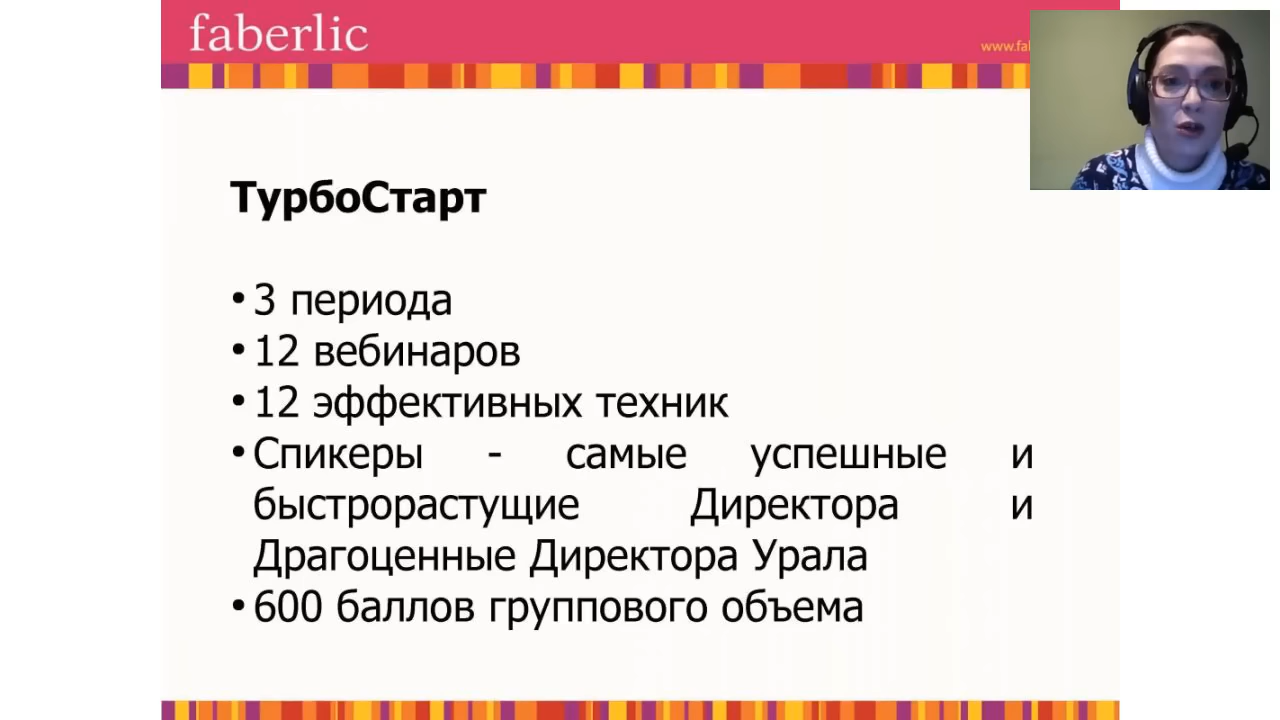 faberlic
ТурбоСтарт
•3 периода
•12 вебинаров
•12 эффективных техник
•Спикеры - самые успешные и
быстрорастущие Директора и
Драгоценные Директора Урала
•600 баллов группового объема